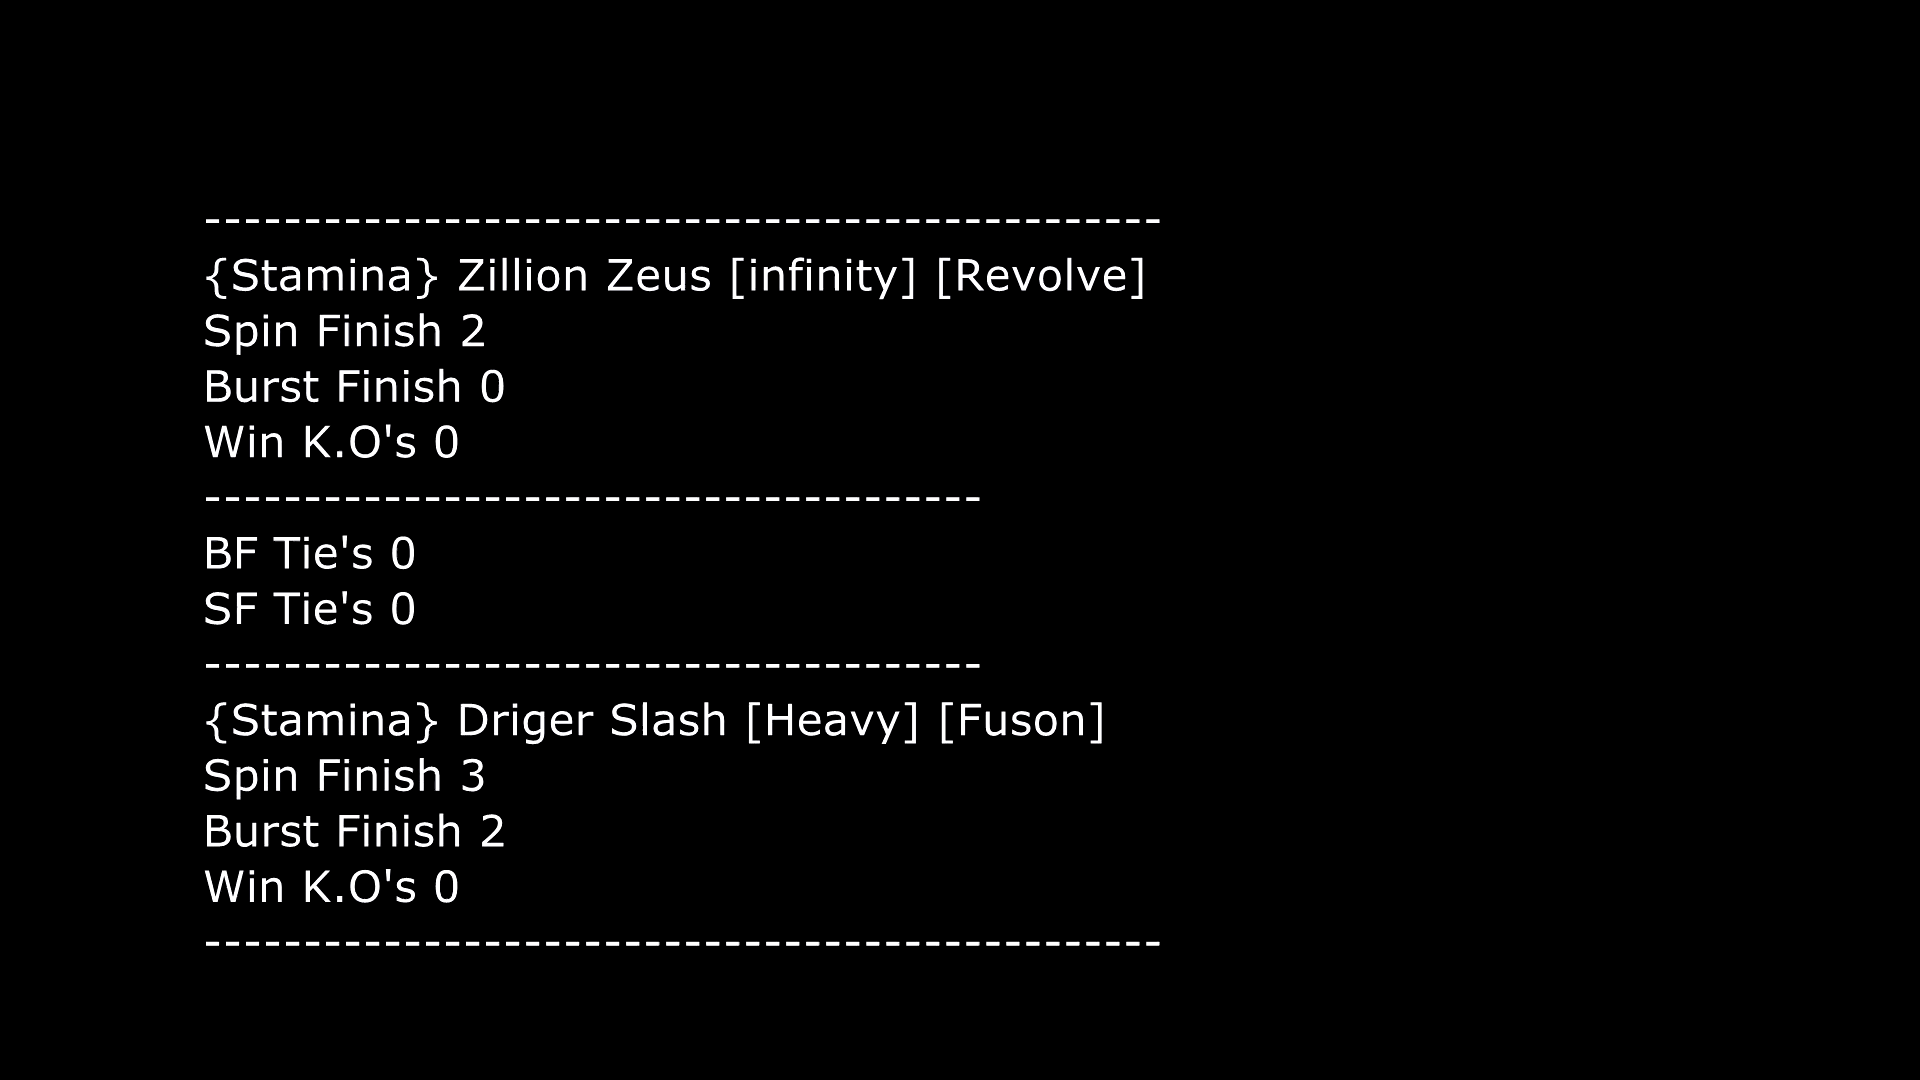 ------------------------------------------------
{Stamina} Zillion Zeus [infinity] [Revolve]
Spin Finish 2
Burst Finish 0
Win K.O's 0
---------------------------------------
BF Tie's 0
SF Tie's 0
---------------------------------------
{Stamina} Driger Slash [Heavy] [Fuson]
Spin Finish 3
Burst Finish 2
Win K.O's 0
------------------------------------------------